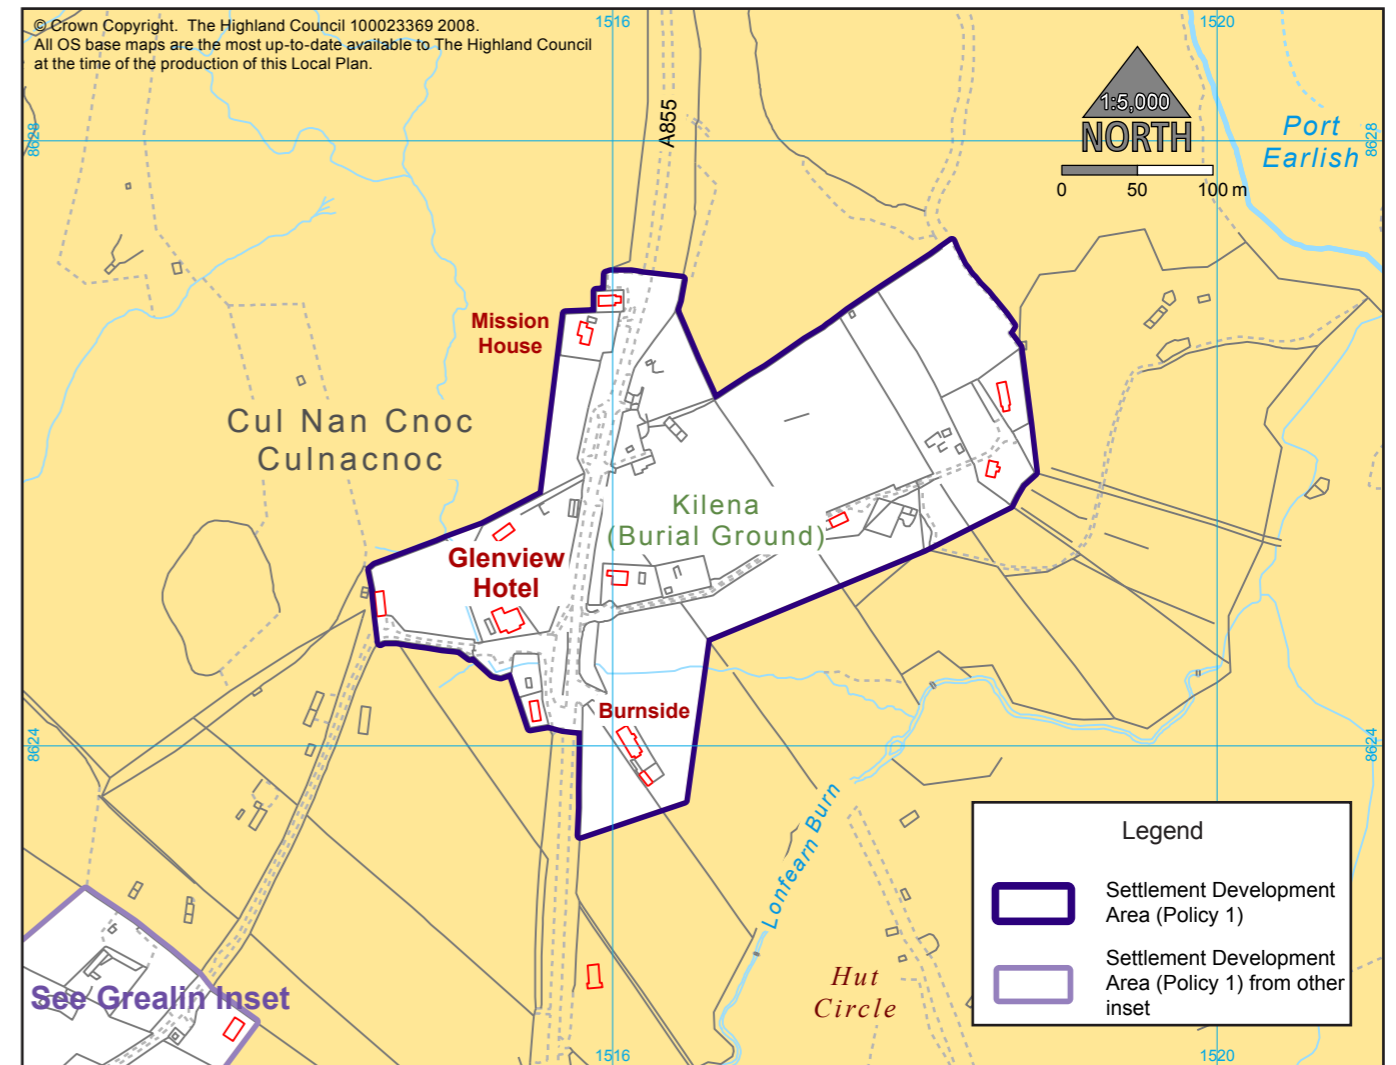 © Crown Copyright.  The Highland Council 100023369 2008.
All OS base maps are the most up-to-date available to The Highland Council
at the time of the production of this Local Plan.
1516
1520
A855
1:5,000
NORTH
0 50 100 m
Port
Earlish
8628
8628
Mission
House
Cul Nan Cnoc
Culnacnoc
Kilena
(Burial Ground)
Glenview
Hotel
Burnside
8624
8624
Lonfearn Burn
Hut
Circle
See Grealin Inset
Legend
Settlement Development
Area (Policy 1)
Settlement Development
Area (Policy 1) from other
inset
1516
1520